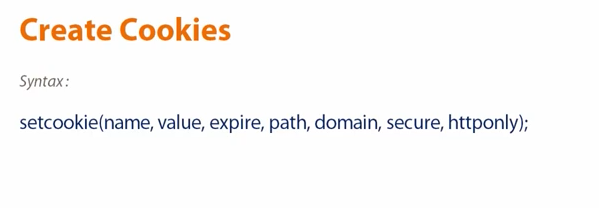 Create Cookies
Syntax:
setcookie(name, value, expire, path, domain, secure, httponly);